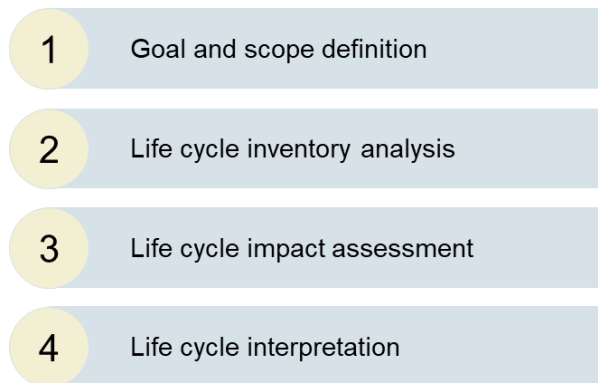 1 Goal and scope definition
2 Life cycle inventory analysis
3 Life cycle impact assessment
4 Life cycle interpretation